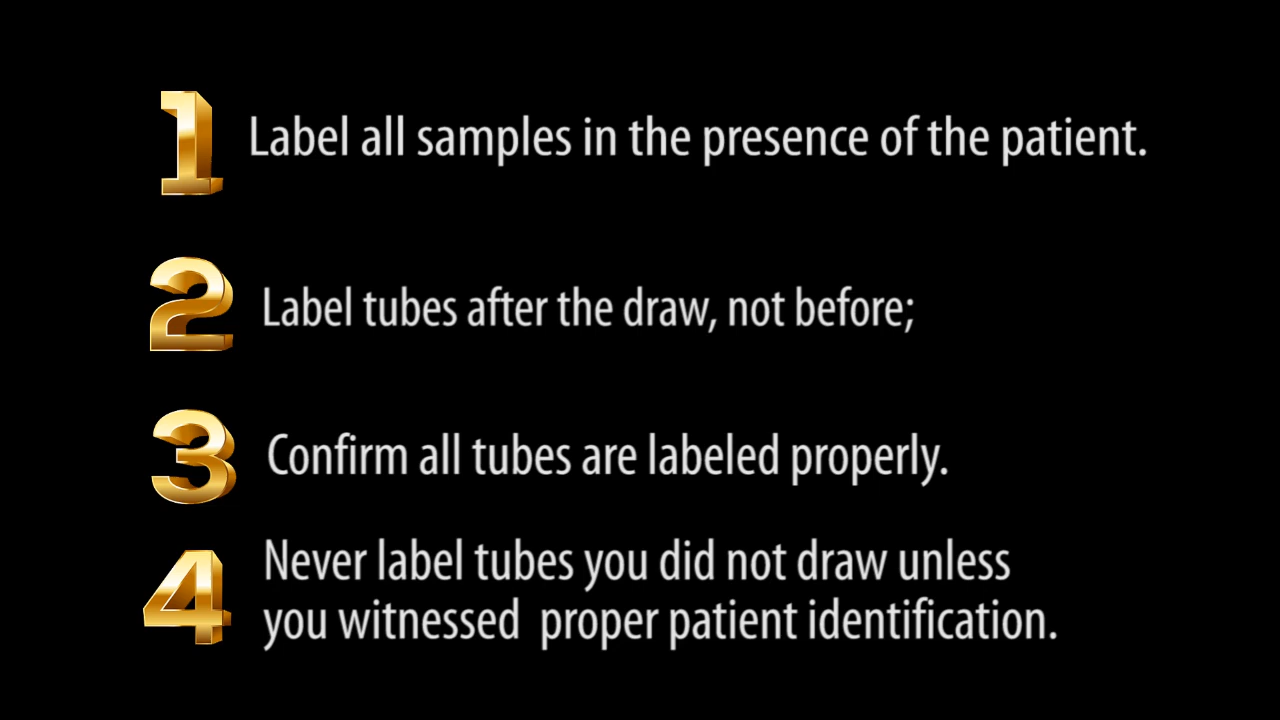 1 Label all samples in the presence of the patient.
2 Label tubes after the draw, not before;
3 Confirm all tubes are labeled properly.
4 Never label tubes you did not draw unless
you witnessed proper patient identification.